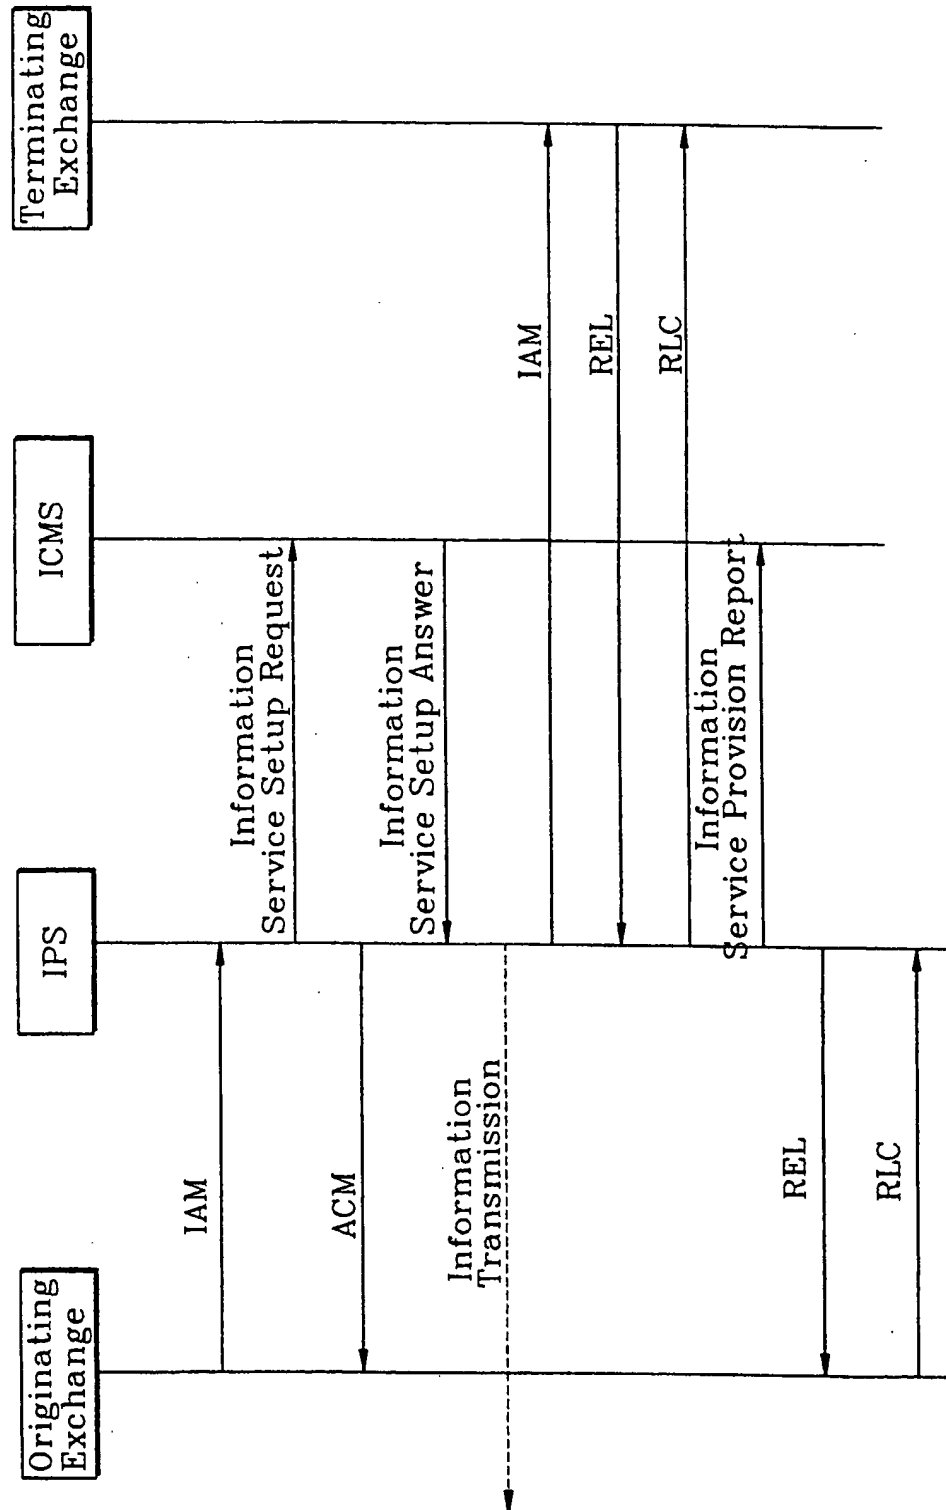 Originating
Exchange
IPS
ICMS
Terminating
Exchange
IAM
Information
Service Setup Request
ACM
Information
Service Setup Answer
Information
Transmission
IAM
REL
RLC
Information
Service Provision Report
REL
RLC